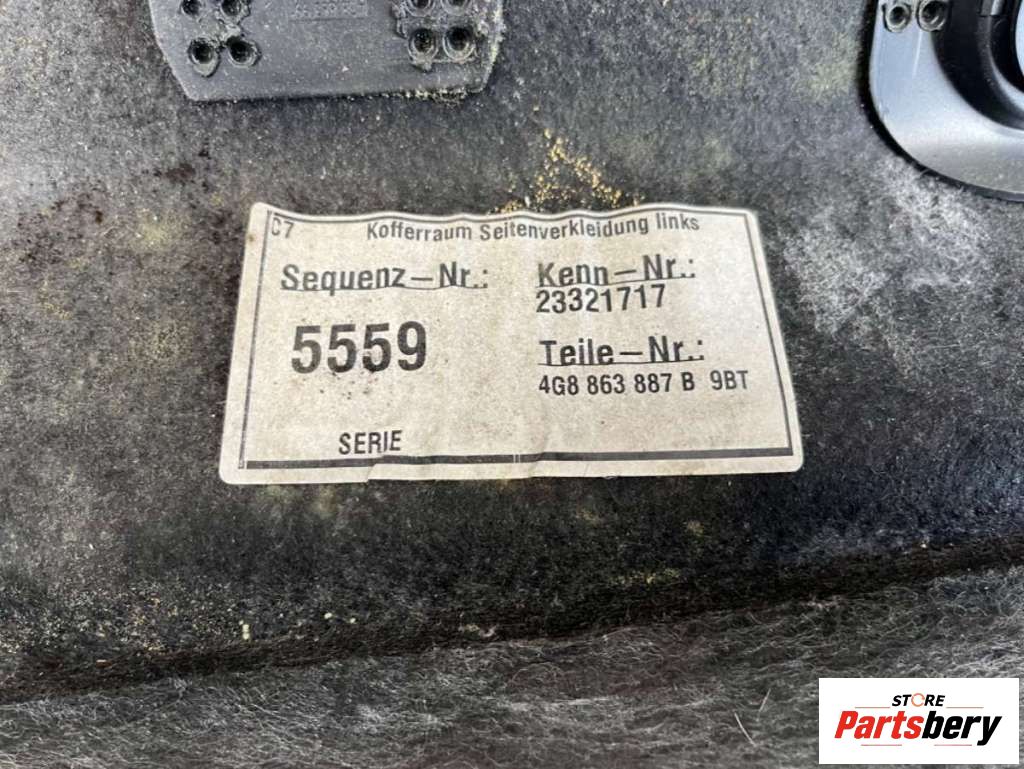 C7 Kofferraum Seitenverkleidung links
Sequenz-Nr.: Kenn-Nr.:
23321717
5559 Teile-Nr.:
4G8 863 887 B 9BT
SERIE
STORE
Partsbery